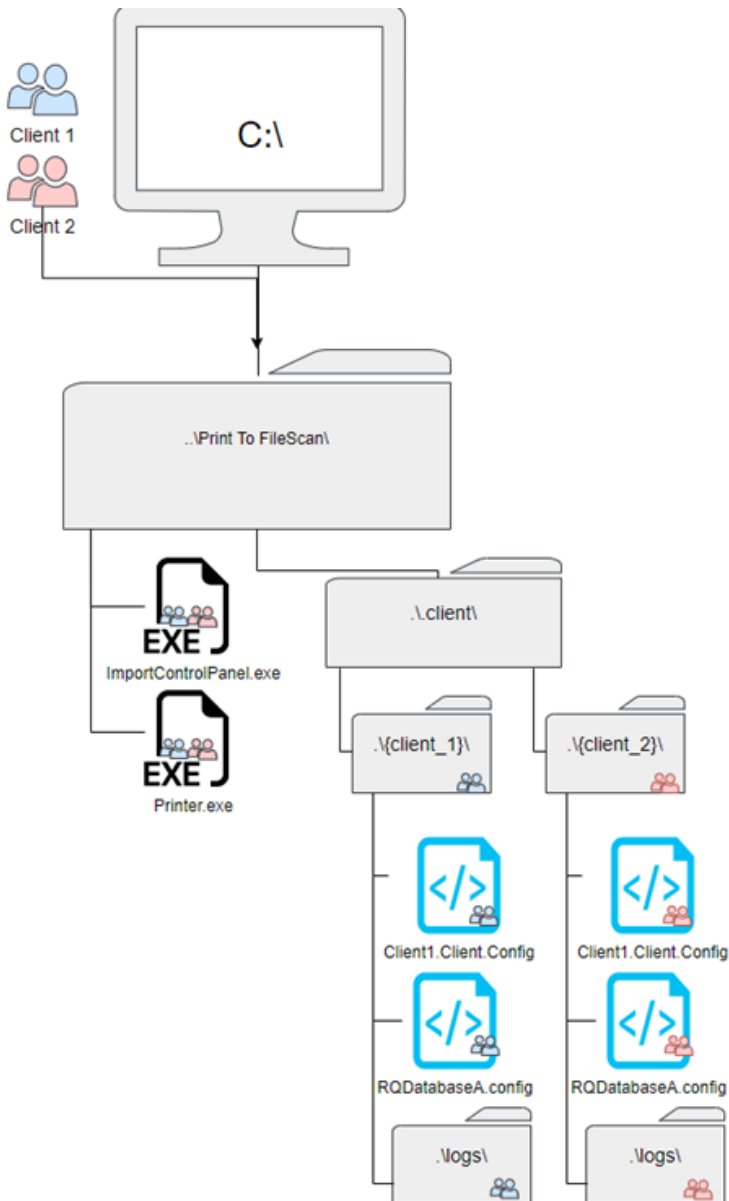 Client 1
C:\
Client 2
..\Print To FileScan\
EXE
ImportControlPanel.exe
.\.client\
EXE
Printer.exe
.\{client_1}\
.\{client_2}\
</>
</>
Client1.Client.Config
Client1.Client.Config
</>
</>
RQDatabaseA.config
RQDatabaseA.config
.\logs\
.\logs\